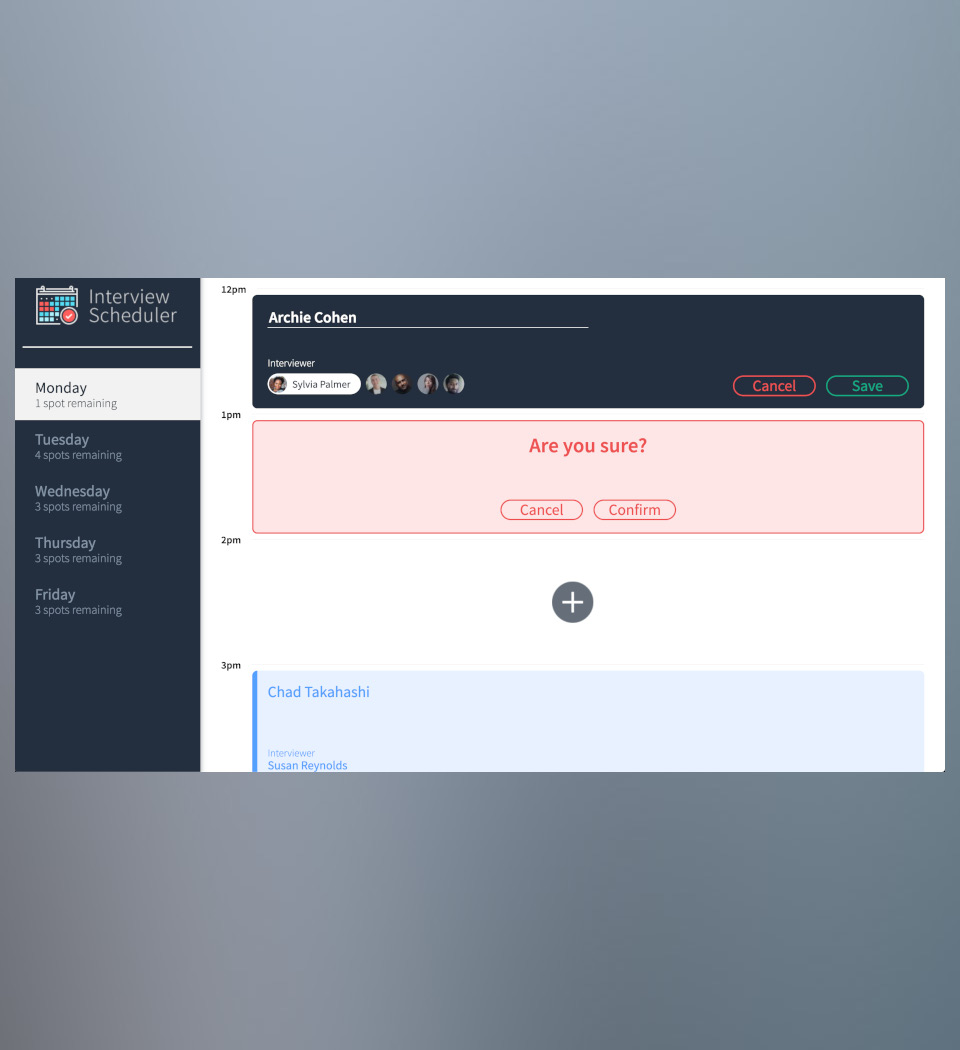 Interview
Scheduler
Monday
1 spot remaining
Tuesday
4 spots remaining
Wednesday
3 spots remaining
Thursday
3 spots remaining
Friday
3 spots remaining
12pm
Archie Cohen
Interviewer
Sylvia Palmer
Cancel Save
1pm
Are you sure?
Cancel Confirm
2pm
3pm
Chad Takahashi
Interviewer
Susan Reynolds